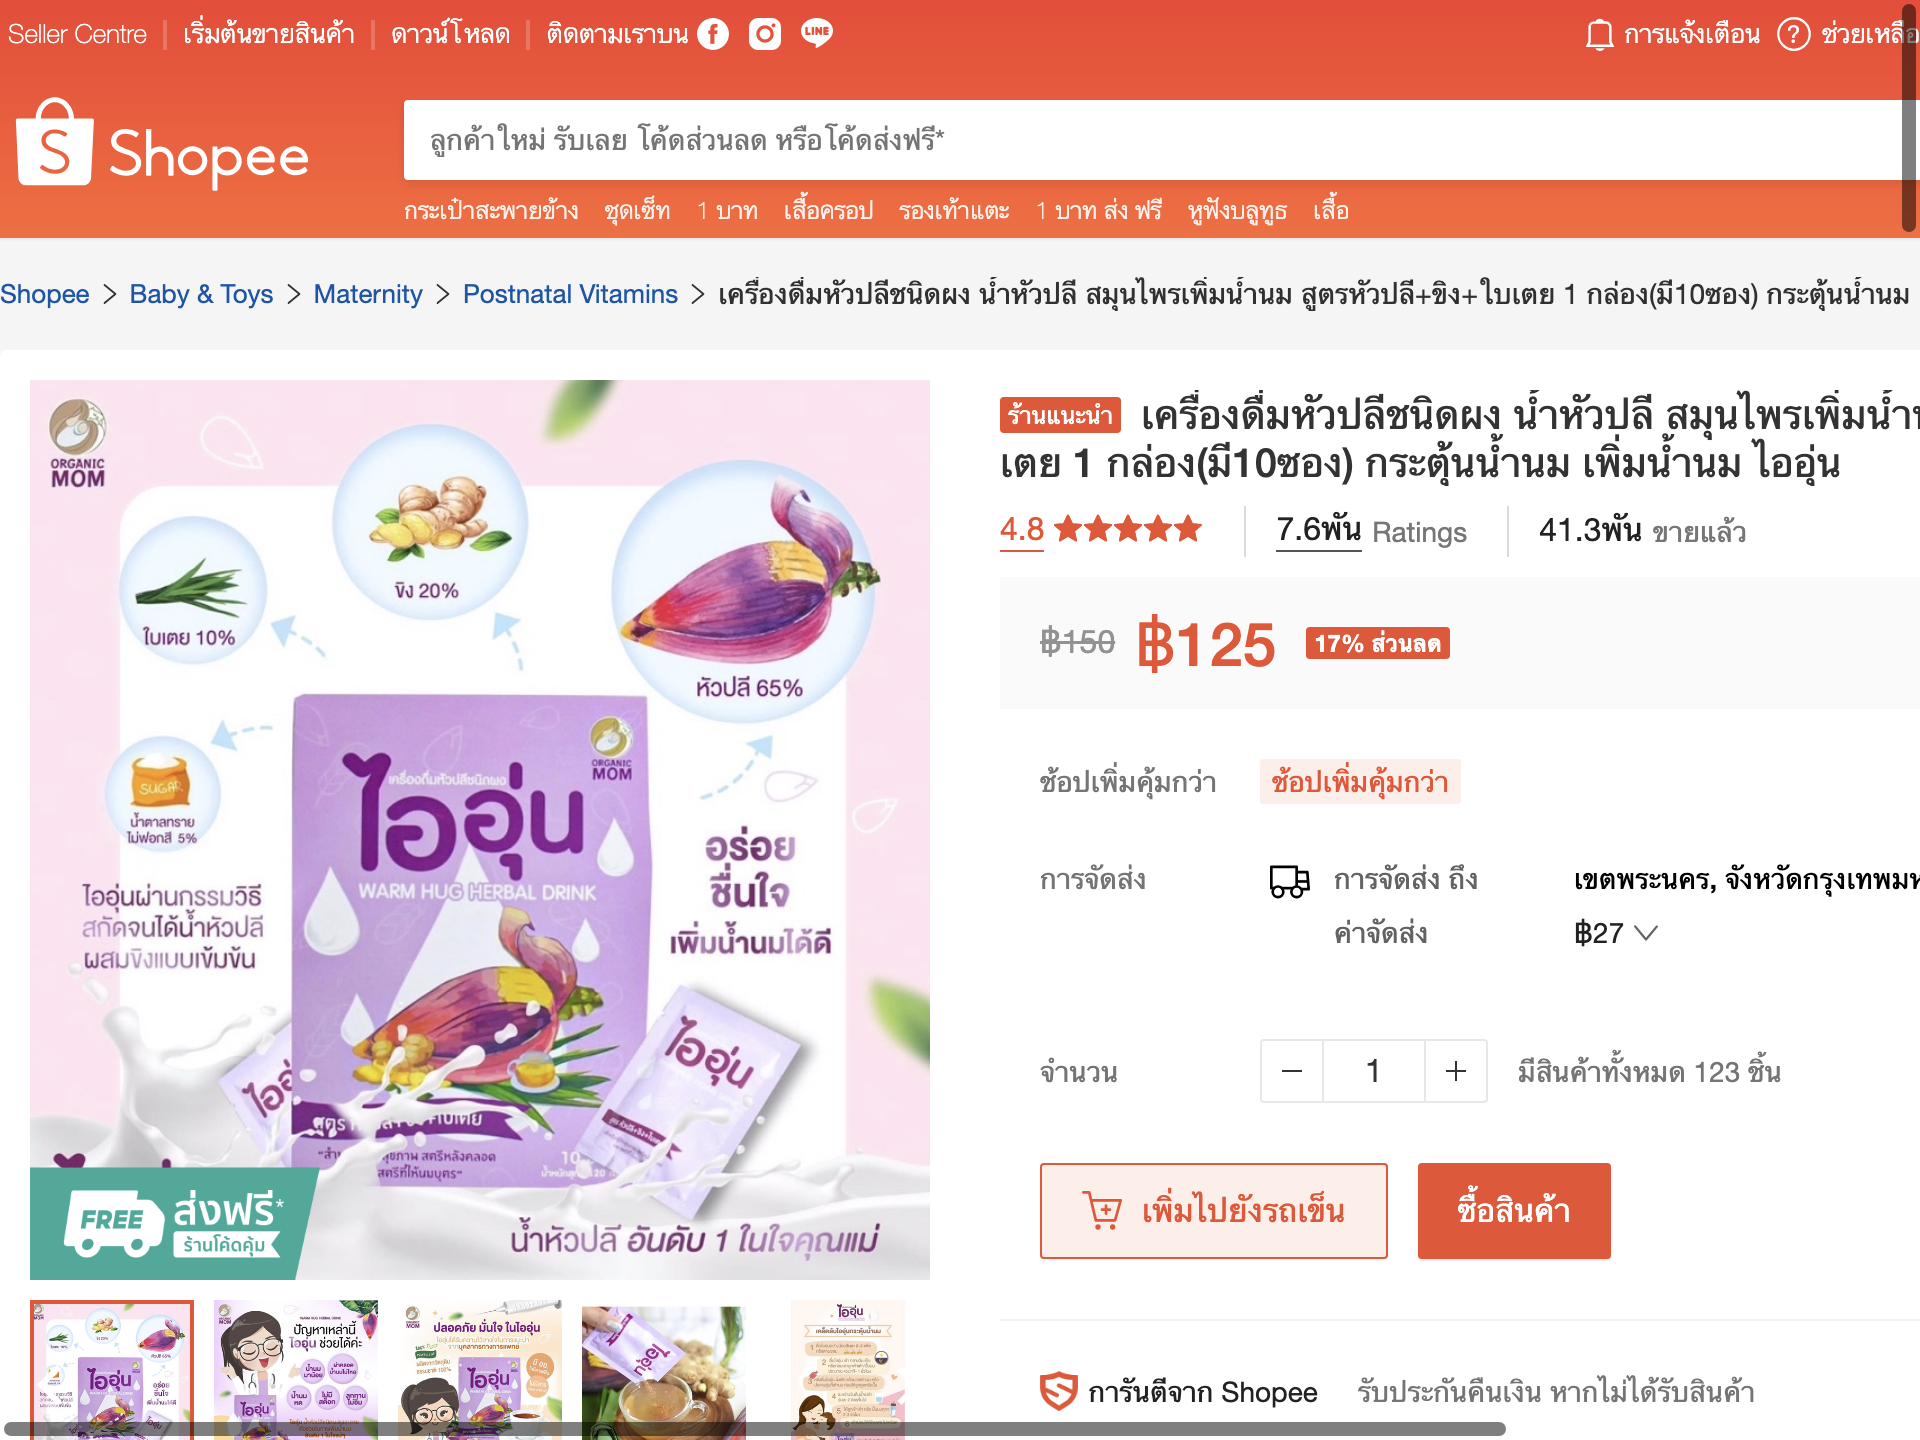 Seller Centre
เริ่มต้นขายสินค้า
ดาวน์โหลด
ติดตามเราบน
LINE
การแจ้งเตือน
ช่วยเหลือ
Shopee
ลูกค้าใหม่ รับเลย โค้ดส่วนลด หรือโค้ดส่งฟรี*
กระเป๋าสะพายข้าง ชุดเซ็ท 1 บาท เสื้อครอป รองเท้าแตะ 1 บาท ส่ง ฟรี หูฟังบลูทูธ เสื้อ
Shopee > Baby & Toys > Maternity > Postnatal Vitamins > เครื่องดื่มหัวปลีชนิดผง น้ำหัวปลี สมุนไพรเพิ่มน้ำนม สูตรหัวปลี+ขิง+ใบเตย 1 กล่อง(มี10ซอง) กระตุ้นน้ำนม
ORGANIC
MOM
ขิง 20%
ใบเตย 10%
หัวปลี 65%
SUGAR
น้ำตาลทราย
ไม่ฟอกสี 5%
ไออุ่นผ่านกรรมวิธี
สกัดจนได้น้ำหัวปลี
ผสมขิงแบบเข้มข้น
ORGANIC
MOM
เครื่องดื่มหัวปลีชนิดผง
ไออุ่น
WARM HUG HERBAL DRINK
อร่อย
ชื่นใจ
เพิ่มน้ำนมได้ดี
ไออุ่น
FREE
ส่งฟรี*
ร้านโค้ดคุ้ม
น้ำหัวปลี อันดับ 1 ในใจคุณแม่
ร้านแนะนำ เครื่องดื่มหัวปลีชนิดผง น้ำหัวปลี สมุนไพรเพิ่มน้ำ
เตย 1 กล่อง(มี10ซอง) กระตุ้นน้ำนม เพิ่มน้ำนม ไออุ่น
4.8
7.6พัน Ratings
41.3พัน ขายแล้ว
฿150 ฿125 17% ส่วนลด
ช้อปเพิ่มคุ้มกว่า ช้อปเพิ่มคุ้มกว่า
การจัดส่ง การจัดส่ง ถึง เขตพระนคร, จังหวัดกรุงเทพมห
ค่าจัดส่ง ฿27
จำนวน 1 มีสินค้าทั้งหมด 123 ชิ้น
เพิ่มไปยังรถเข็น
ซื้อสินค้า
การันตีจาก Shopee รับประกันคืนเงิน หากไม่ได้รับสินค้า
ปัญหาเหล่านี้
ไออุ่น ช่วยได้ค่ะ
ปลอดภัย มั่นใจ ในไออุ่น
ไออุ่น